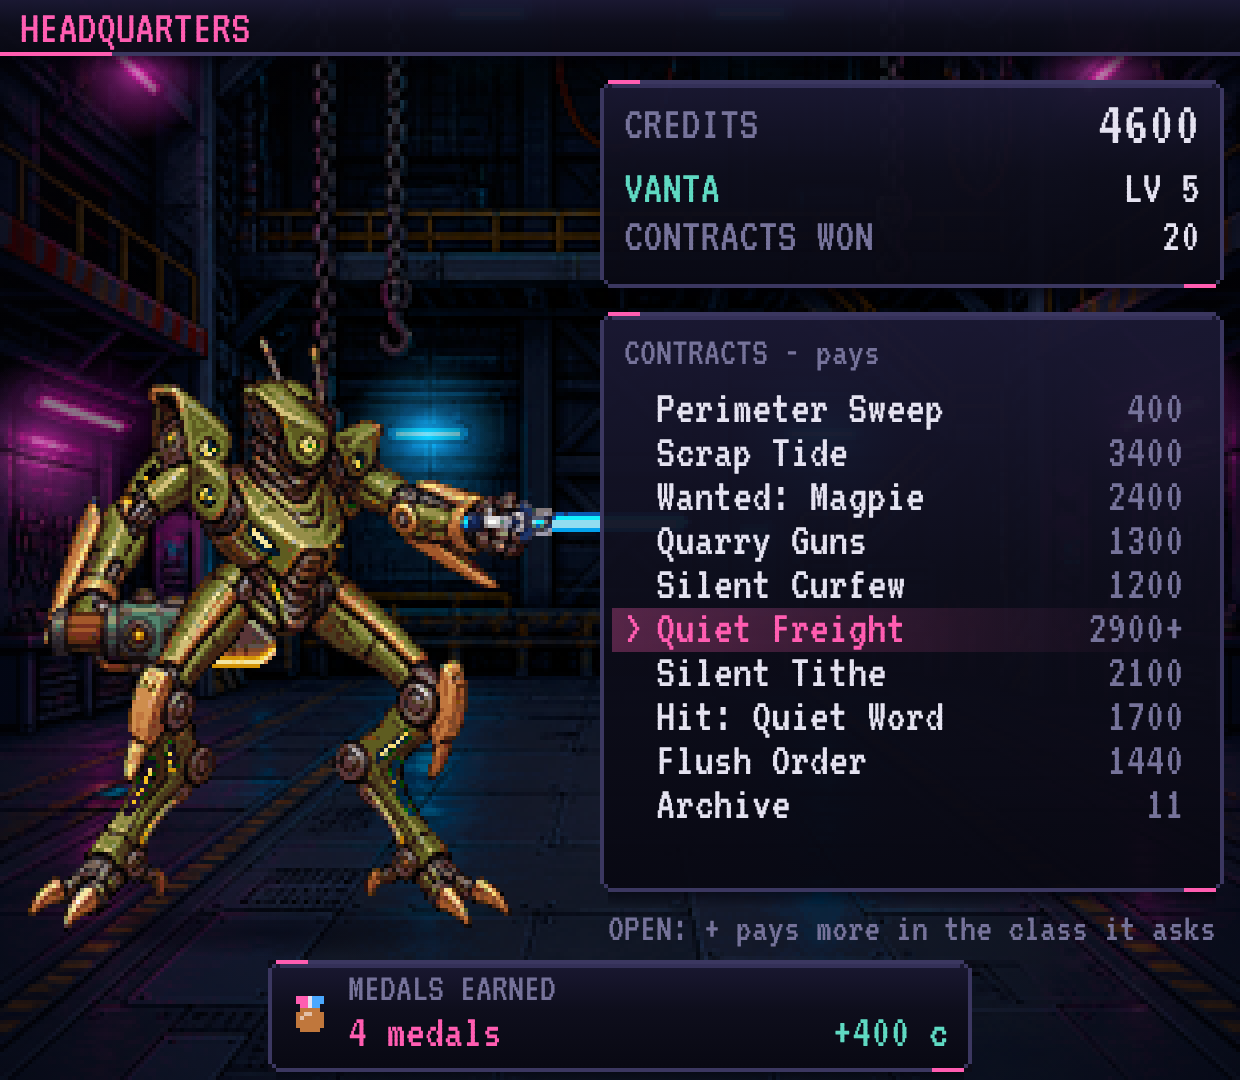 HEADQUARTERS
CREDITS 4600
VANTA LV 5
CONTRACTS WON 20
CONTRACTS - pays
Perimeter Sweep 400
Scrap Tide 3400
Wanted: Magpie 2400
Quarry Guns 1300
Silent Curfew 1200
> Quiet Freight 2900+
Silent Tithe 2100
Hit: Quiet Word 1700
Flush Order 1440
Archive 11
OPEN: + pays more in the class it asks
MEDALS EARNED
4 medals +400 c